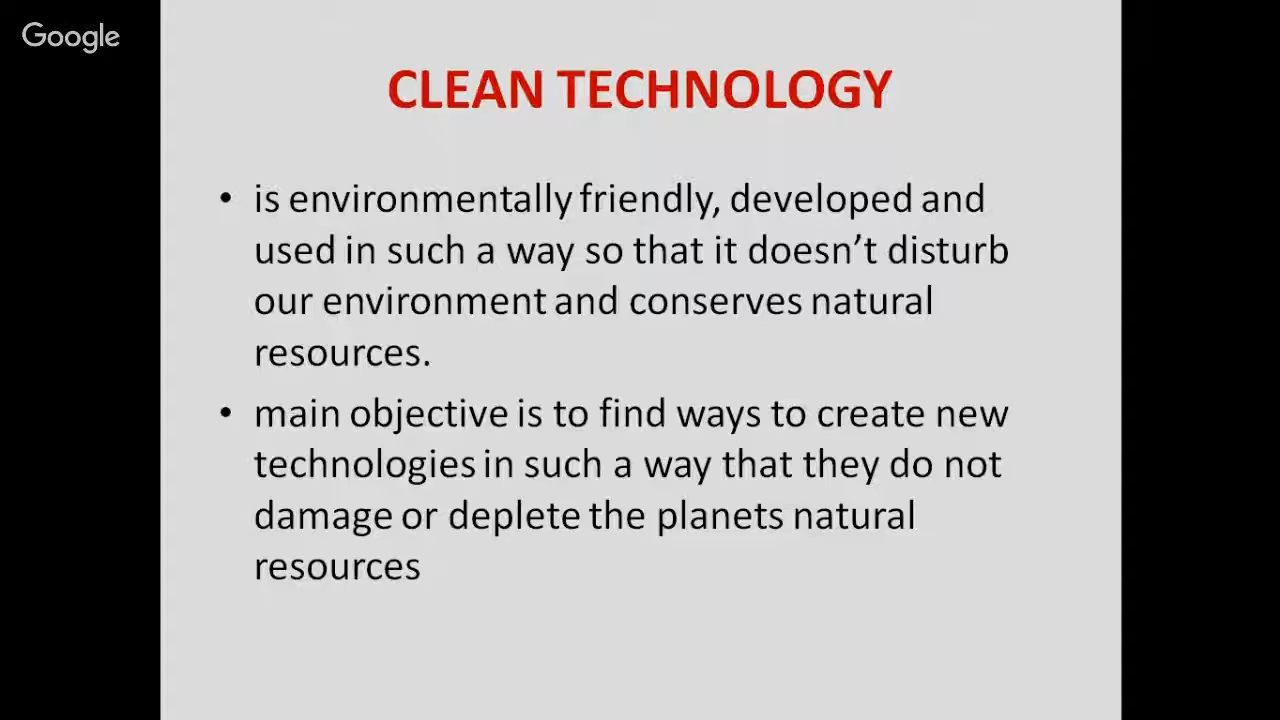 Google
CLEAN TECHNOLOGY
• is environmentally friendly, developed and
used in such a way so that it doesn’t disturb
our environment and conserves natural
resources.
• main objective is to find ways to create new
technologies in such a way that they do not
damage or deplete the planets natural
resources